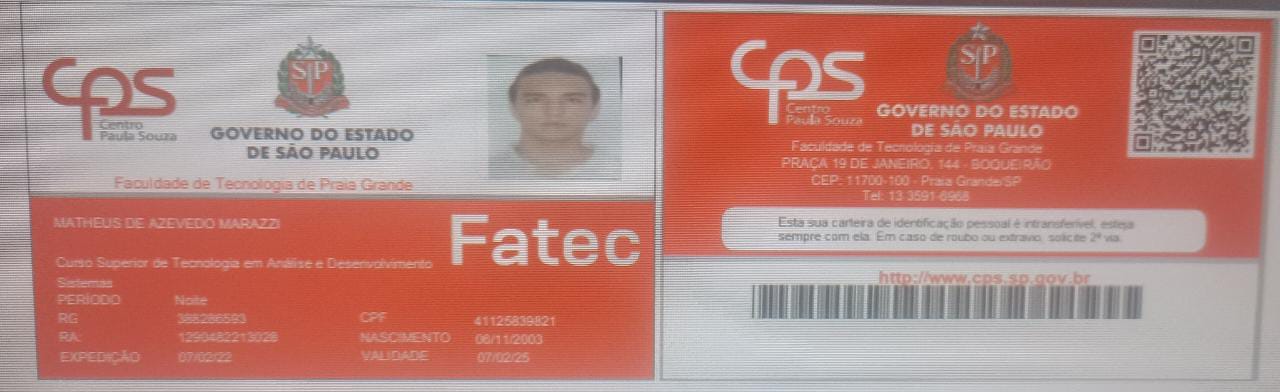 cps
Centro
Paula Souza
SP
GOVERNO DO ESTADO
DE SÃO PAULO
Faculdade de Tecnologia de Praia Grande
MATHEUS DE AZEVEDO MARAZZI
Fatec
Curso Superior de Tecnologia em Análise e Desenvolvimento
Sistemas
PERÍODO Noite
RG 388286593 CPF 41125839821
RA: 1290482213028 NASCIMENTO 06/11/2003
EXPEDIÇÃO 07/02/22 VALIDADE 07/02/25
cps
Centro
Paula Souza
SP
GOVERNO DO ESTADO
DE SÃO PAULO
Faculdade de Tecnologia de Praia Grande
PRAÇA 19 DE JANEIRO, 144 - BOQUEIRÃO
CEP: 11700-100 - Praia Grande/SP
Tel: 13 3591-6968
Esta sua carteira de identificação pessoal é intransferível, esteja
sempre com ela. Em caso de roubo ou extravio, solicite 2ª via.
http://www.cps.sp.gov.br